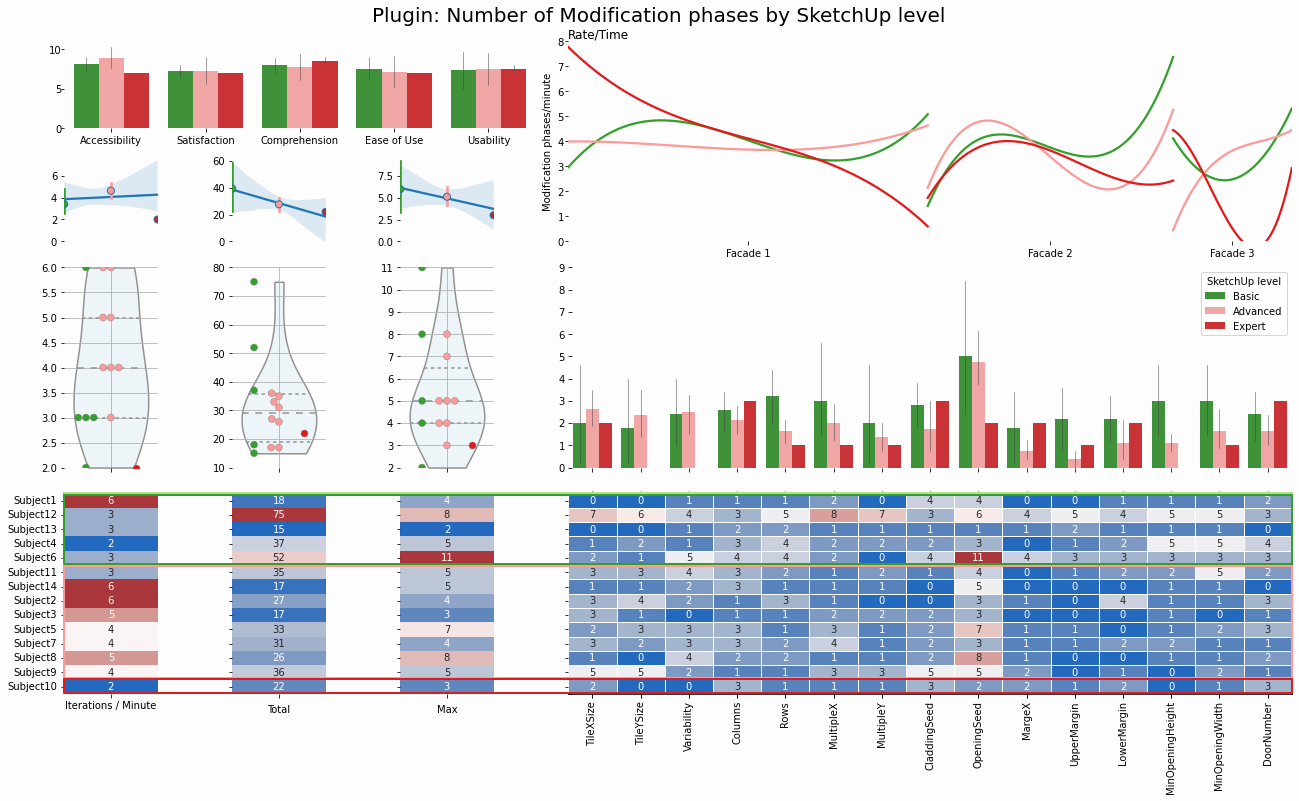 Plugin: Number of Modification phases by SketchUp level
10
5
0
Accessibility Satisfaction Comprehension Ease of Use Usability
6
4
2
0
60
40
20
0
7.5
5.0
2.5
0.0
Rate/Time
Modification phases/minute
8
7
6
5
4
3
2
1
0
Facade 1 Facade 2 Facade 3
6.0
5.5
5.0
4.5
4.0
3.5
3.0
2.5
2.0
80
70
60
50
40
30
20
10
11
10
9
8
7
6
5
4
3
2
9
8
7
6
5
4
3
2
1
0
SketchUp level
Basic
Advanced
Expert
Subject1 6 18 4 0 0 1 1 1 2 0 4 4 0 0 1 1 1 2
Subject12 3 75 8 7 6 4 3 5 8 7 3 6 4 5 4 5 5 3
Subject13 3 15 2 0 0 1 2 2 1 1 1 1 1 2 1 1 1 0
Subject4 2 37 5 1 2 1 3 4 2 2 2 3 0 1 2 5 5 4
Subject6 3 52 11 2 1 5 4 4 2 0 4 11 4 3 3 3 3 3
Subject11 3 35 5 3 3 4 3 2 1 2 1 4 0 1 2 2 5 2
Subject14 6 17 5 1 1 2 3 1 2 1 2 5 0 0 0 1 1 0
Subject2 6 27 4 3 4 2 1 3 1 0 0 3 1 0 4 1 1 3
Subject3 5 17 3 1 1 0 1 1 2 2 2 3 0 0 0 1 0 1
Subject5 4 33 7 2 3 3 3 1 3 1 2 7 1 1 0 1 2 3
Subject7 4 31 4 3 2 3 3 2 4 1 2 3 1 1 1 2 1 1
Subject8 5 26 8 1 0 4 2 2 1 1 2 8 1 0 0 1 1 2
Subject9 4 36 5 5 5 2 1 1 3 3 5 5 2 0 1 0 2 1
Subject10 2 22 3 2 0 0 3 1 1 1 3 2 2 1 2 0 1 3
Iterations / Minute Total Max
TileXSize
TileYSize
Variability
Columns
Rows
MultipleX
MultipleY
CladdingSeed
OpeningSeed
MargeX
UpperMargin
LowerMargin
MinOpeningHeight
MinOpeningWidth
DoorNumber